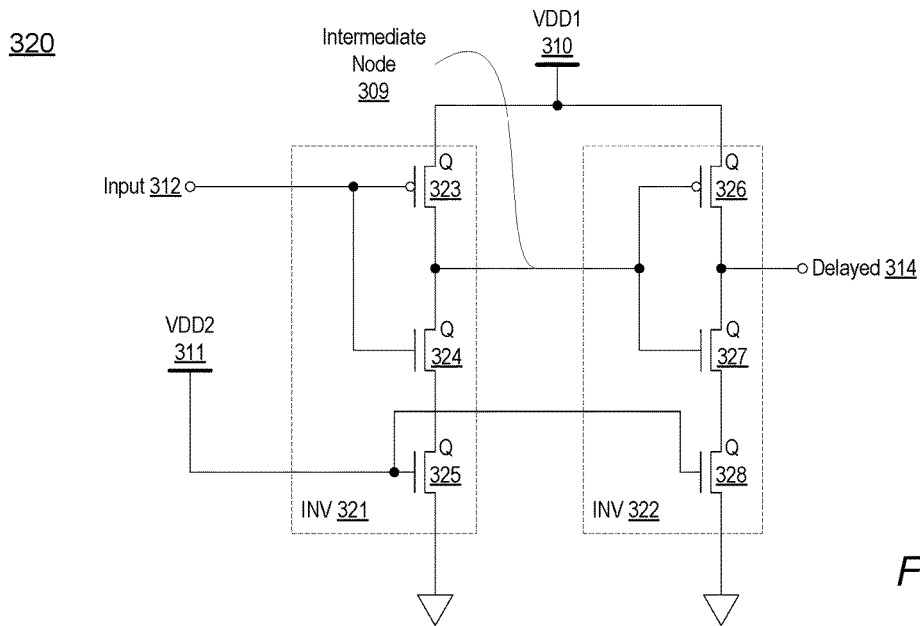 320
Intermediate
Node
309
VDD1
310
Input 312
Q
323
Q
326
Delayed 314
VDD2
311
Q
324
Q
327
Q
325
Q
328
INV 321
INV 322
F